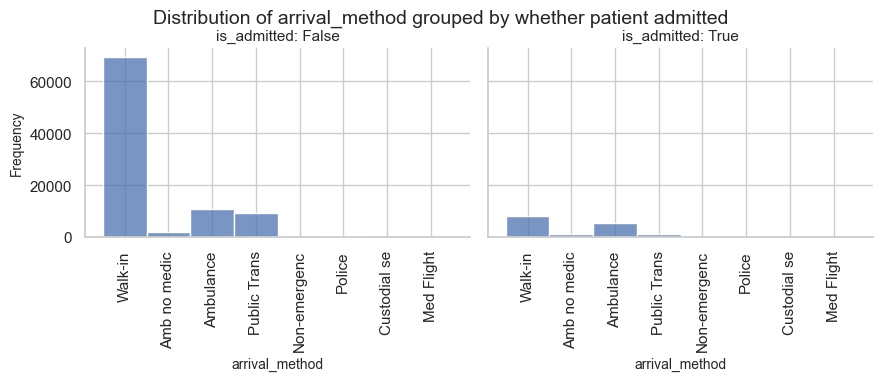 Distribution of arrival_method grouped by whether patient admitted
is_admitted: False
is_admitted: True
Frequency
60000
40000
20000
0
Walk-in
Amb no medic
Ambulance
Public Trans
Non-emergenc
Police
Custodial se
Med Flight
arrival_method
Walk-in
Amb no medic
Ambulance
Public Trans
Non-emergenc
Police
Custodial se
Med Flight
arrival_method